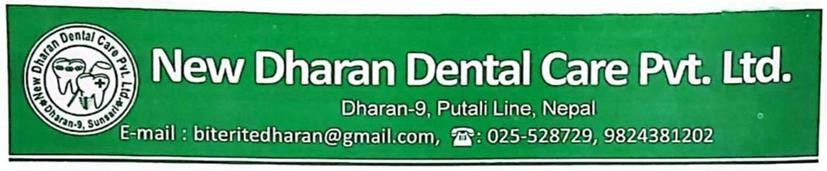 New Dharan Dental Care Pvt. Ltd.
Dharan-9, Sunsari
New Dharan Dental Care Pvt. Ltd.
Dharan-9, Putali Line, Nepal
E-mail : biteritedharan@gmail.com, ☎: 025-528729, 9824381202